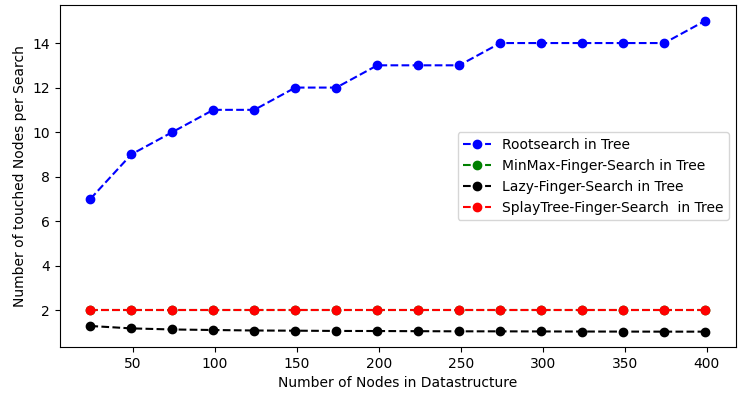 Number of touched Nodes per Search
14
12
10
8
6
4
2
Rootsearch in Tree
MinMax-Finger-Search in Tree
Lazy-Finger-Search in Tree
SplayTree-Finger-Search  in Tree
50 100 150 200 250 300 350 400
Number of Nodes in Datastructure